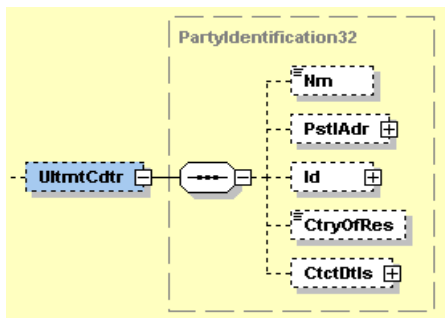 PartyIdentification32
Nm
PstlAdr
UltmtCdtr
Id
CtryOfRes
CtctDtls